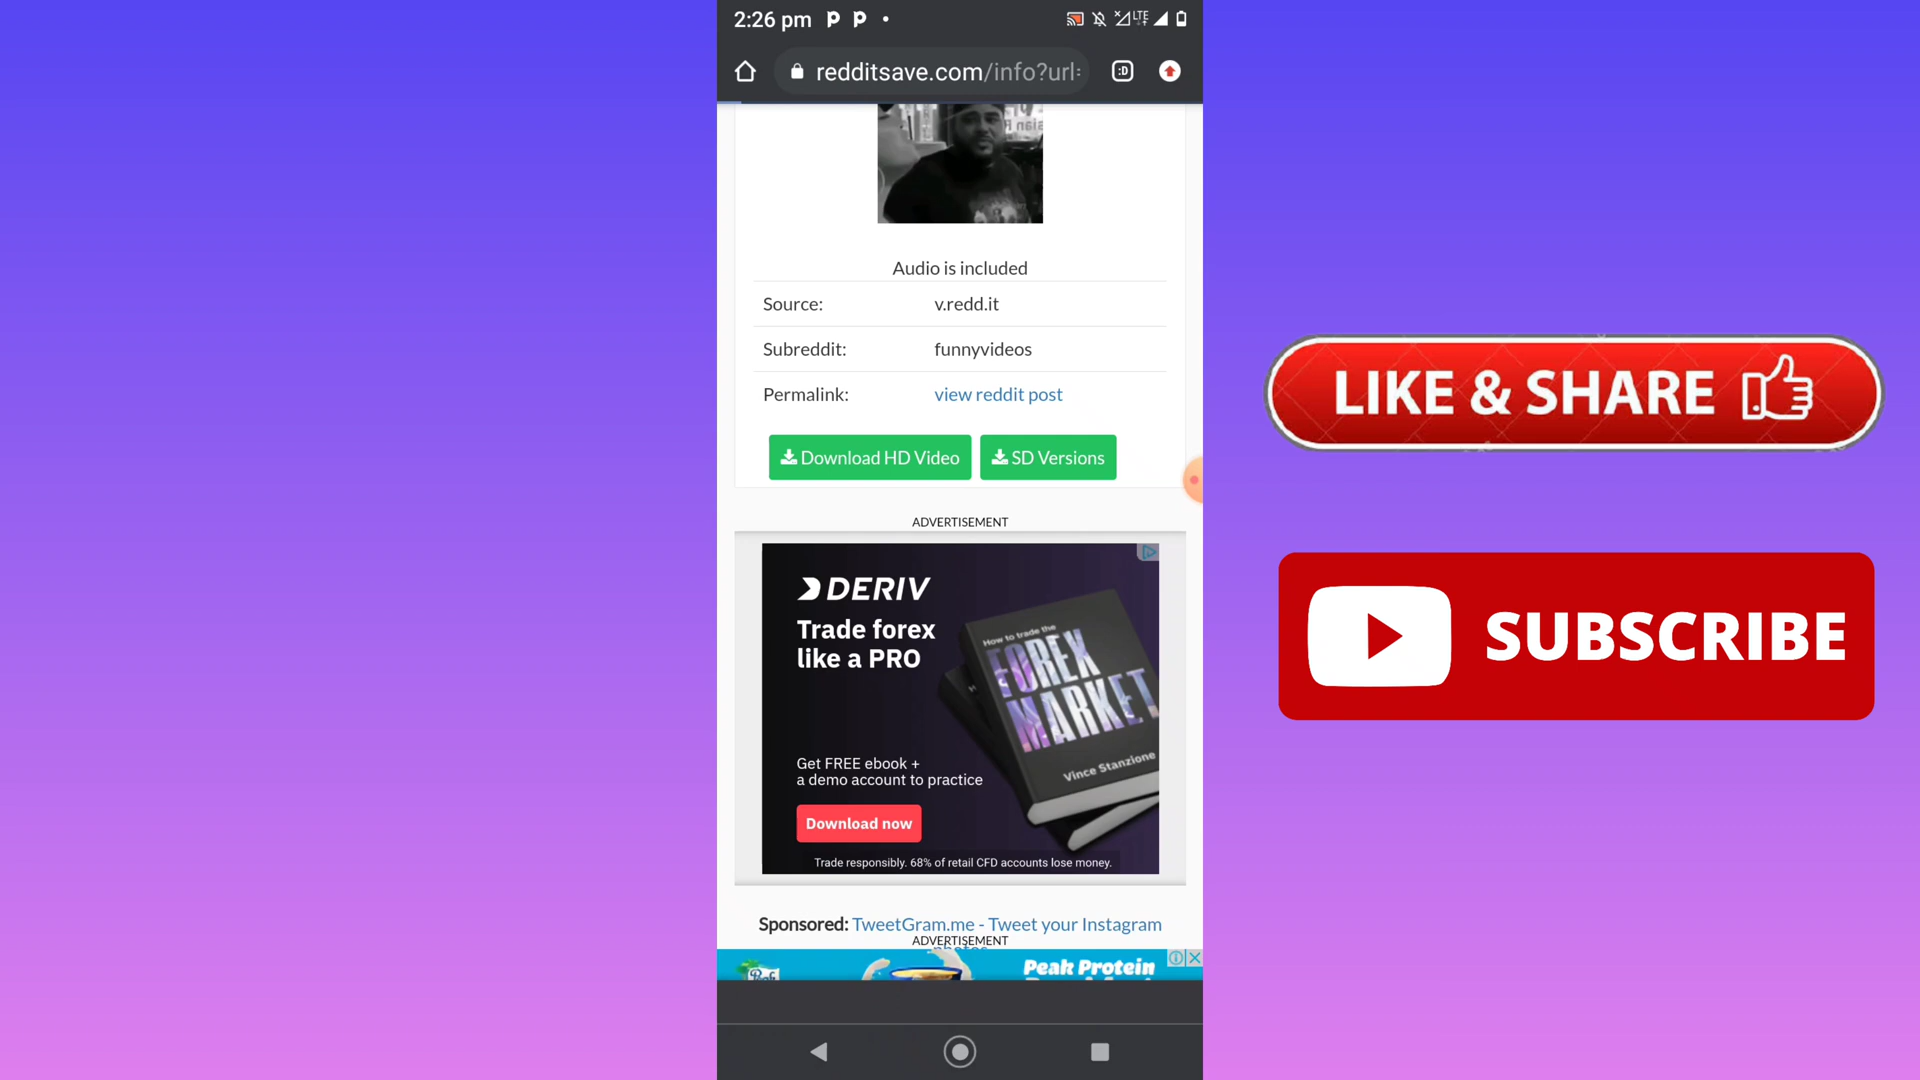 2:26 pm
LTE
redditsave.com/info?url=
:D
Audio is included
Source: v.redd.it
Subreddit: funnyvideos
Permalink: view reddit post
Download HD Video
SD Versions
ADVERTISEMENT
DERIV
Trade forex
like a PRO
How to trade the
FOREX
MARKET
Vince Stanzione
Get FREE ebook +
a demo account to practice
Download now
Trade responsibly. 68% of retail CFD accounts lose money.
Sponsored: TweetGram.me - Tweet your Instagram
ADVERTISEMENT
Peak Protein
LIKE & SHARE
SUBSCRIBE